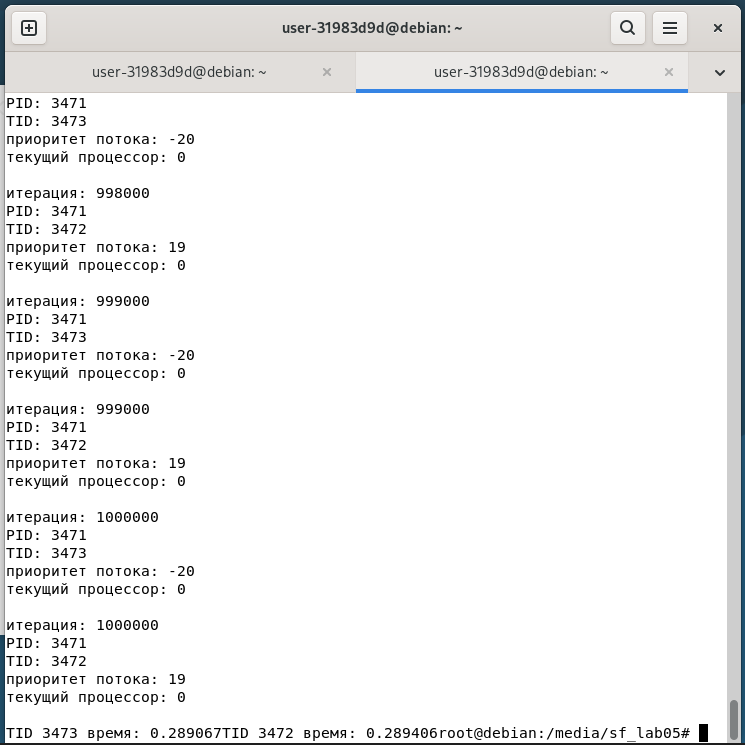 user-31983d9d@debian: ~
user-31983d9d@debian: ~
user-31983d9d@debian: ~
PID: 3471
TID: 3473
приоритет потока: -20
текущий процессор: 0
итерация: 998000
PID: 3471
TID: 3472
приоритет потока: 19
текущий процессор: 0
итерация: 999000
PID: 3471
TID: 3473
приоритет потока: -20
текущий процессор: 0
итерация: 999000
PID: 3471
TID: 3472
приоритет потока: 19
текущий процессор: 0
итерация: 1000000
PID: 3471
TID: 3473
приоритет потока: -20
текущий процессор: 0
итерация: 1000000
PID: 3471
TID: 3472
приоритет потока: 19
текущий процессор: 0
TID 3473 время: 0.289067TID 3472 время: 0.289406root@debian:/media/sf_lab05#